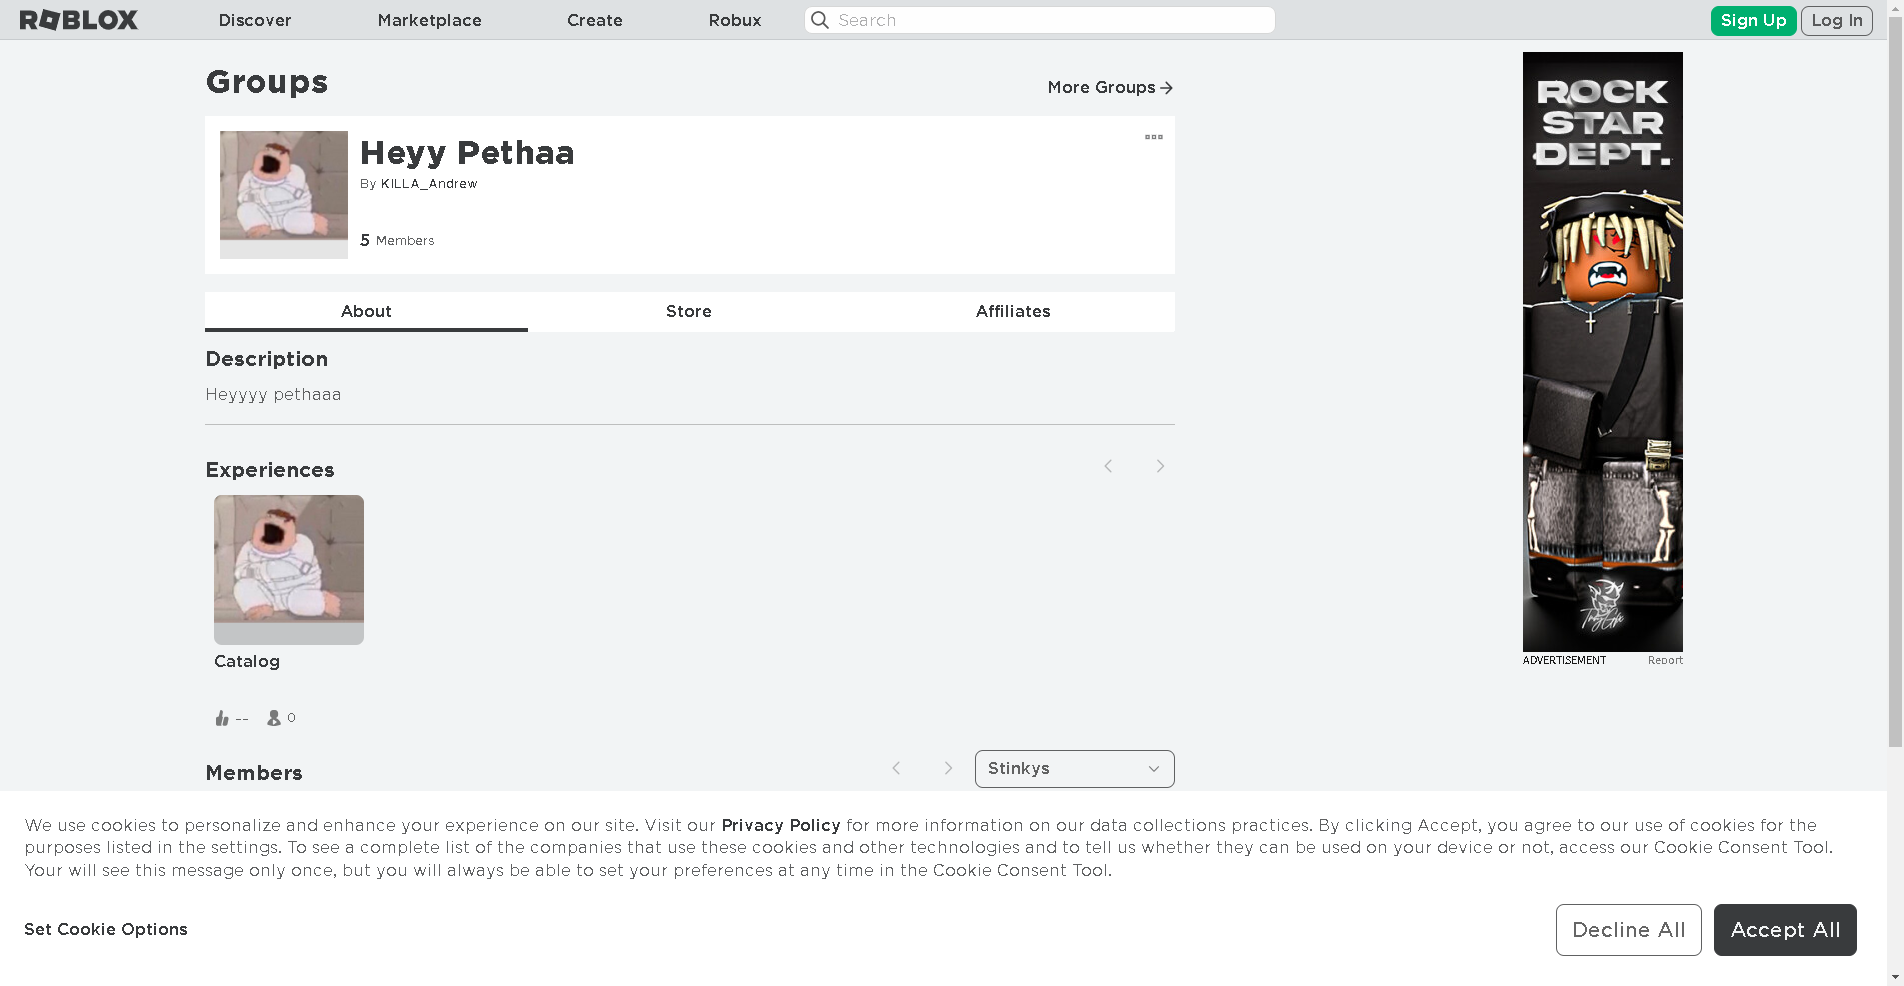 ROBLOX
Discover
Marketplace
Create
Robux
Search
Sign Up
Log In
Groups
More Groups
Heyy Pethaa
By KILLA_Andrew
5 Members
About
Store
Affiliates
Description
Heyyyy pethaaa
Experiences
Catalog
--
0
Members
Stinkys
ROCK
STAR
DEPT.
ADVERTISEMENT
Report
We use cookies to personalize and enhance your experience on our site. Visit our Privacy Policy for more information on our data collections practices. By clicking Accept, you agree to our use of cookies for the
purposes listed in the settings. To see a complete list of the companies that use these cookies and other technologies and to tell us whether they can be used on your device or not, access our Cookie Consent Tool.
Your will see this message only once, but you will always be able to set your preferences at any time in the Cookie Consent Tool.
Set Cookie Options
Decline All
Accept All